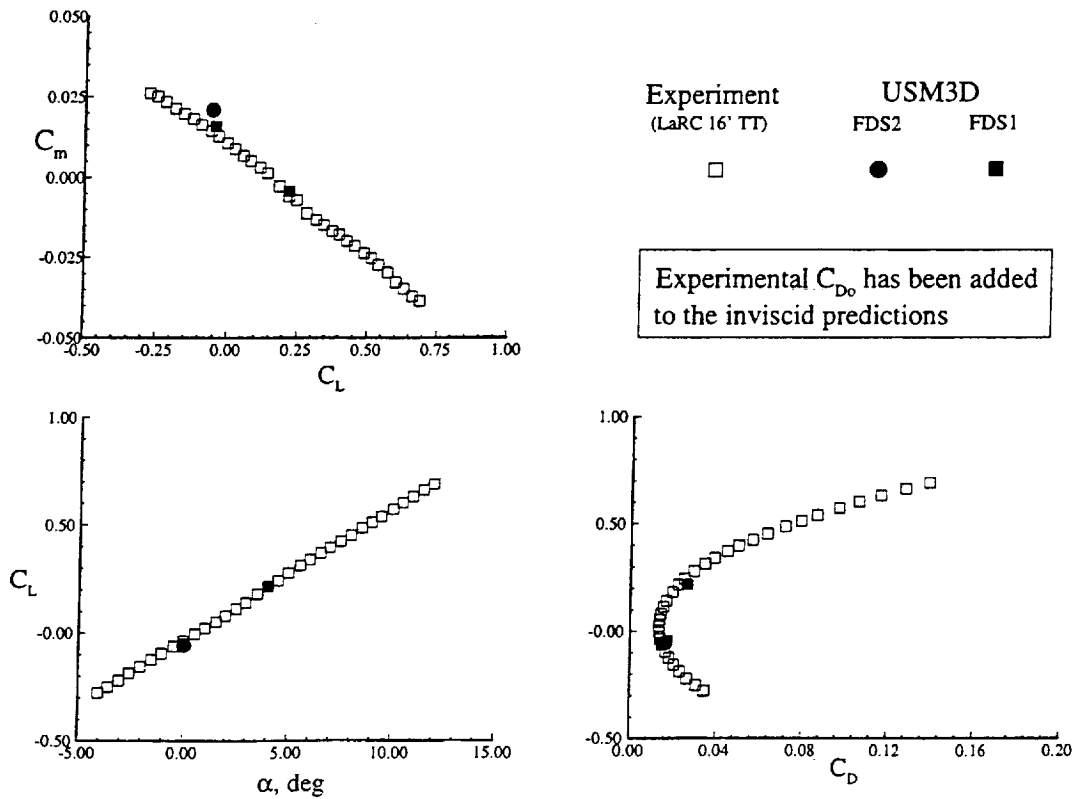 0.050
0.025
C_m
0.000
-0.025
-0.050
-0.50 -0.25 0.00 0.25 0.50 0.75 1.00
C_L
Experiment USM3D
(LaRC 16' TT) FDS2 FDS1
Experimental C_Do has been added
to the inviscid predictions
1.00
0.50
C_L
-0.00
-0.50
-5.00 0.00 5.00 10.00 15.00
α, deg
1.00
0.50
-0.00
-0.50
0.00 0.04 0.08 0.12 0.16 0.20
C_D